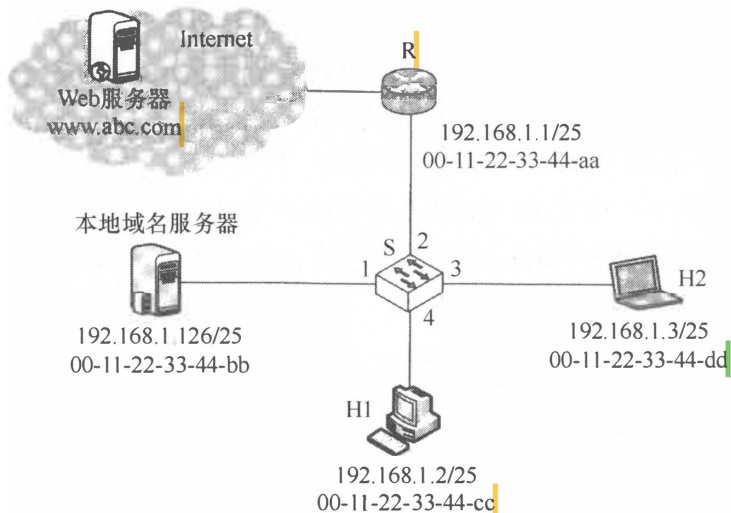 Internet
Web服务器
www.abc.com
R
192.168.1.1/25
00-11-22-33-44-aa
本地域名服务器
192.168.1.126/25
00-11-22-33-44-bb
S
1
2
3
4
H2
192.168.1.3/25
00-11-22-33-44-dd
H1
192.168.1.2/25
00-11-22-33-44-cc